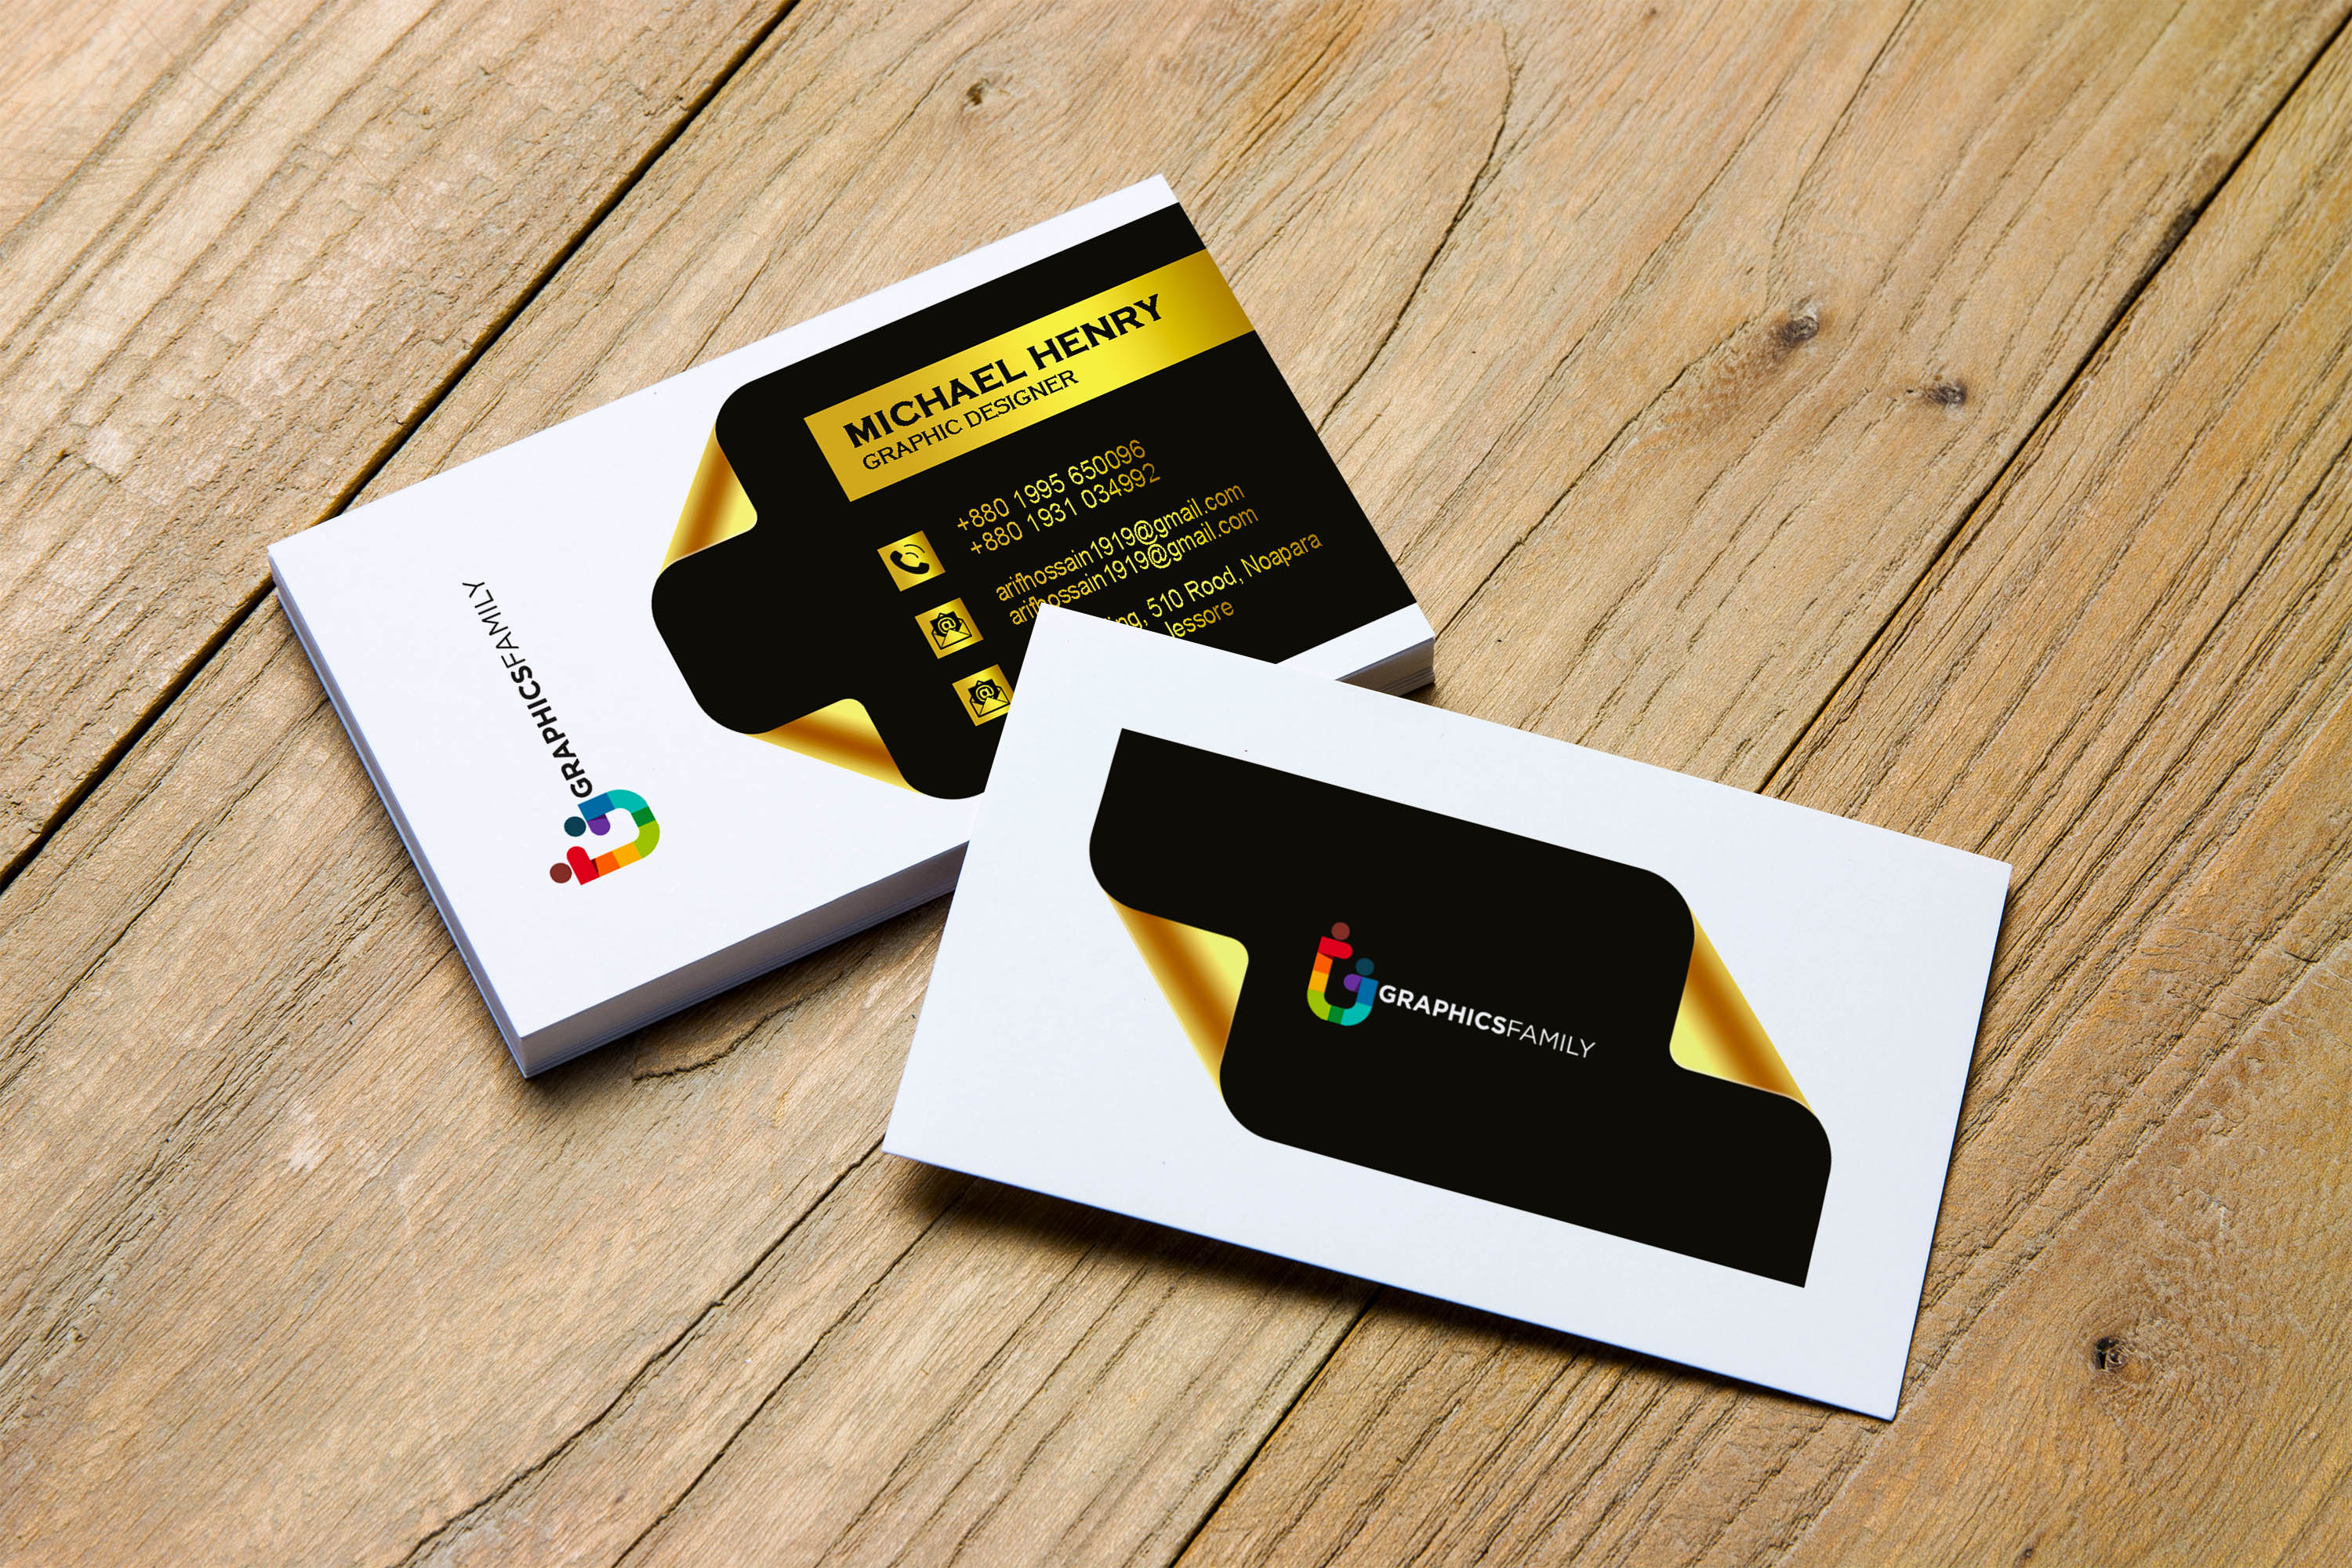 MICHAEL HENRY
GRAPHIC DESIGNER
+880 1995 650096
+880 1931 034992
arifhossain1919@gmail.com
arifhossain1919@gmail.com
510 Rood, Noapara
GRAPHICSFAMILY
GRAPHICSFAMILY